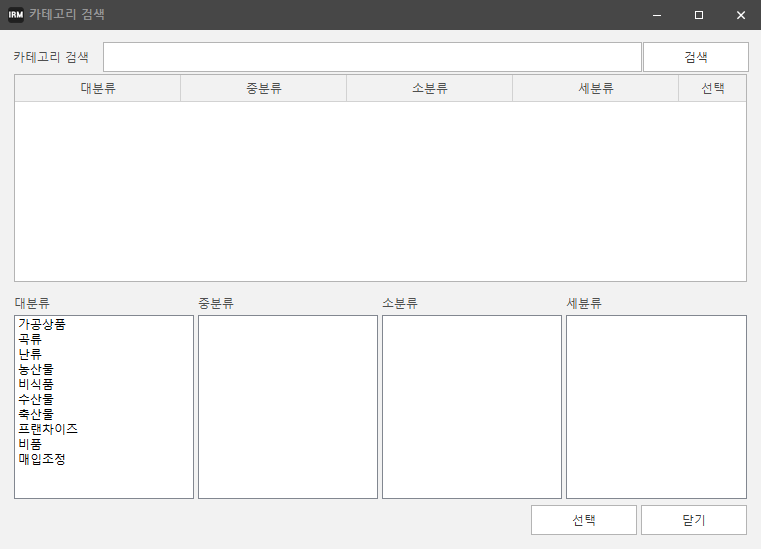 IRM 카테고리 검색
카테고리 검색 검색
대분류 중분류 소분류 세분류 선택
대분류 중분류 소분류 세분류
가공상품
곡류
난류
농산물
비식품
수산물
축산물
프랜차이즈
비품
매입조정
선택 닫기